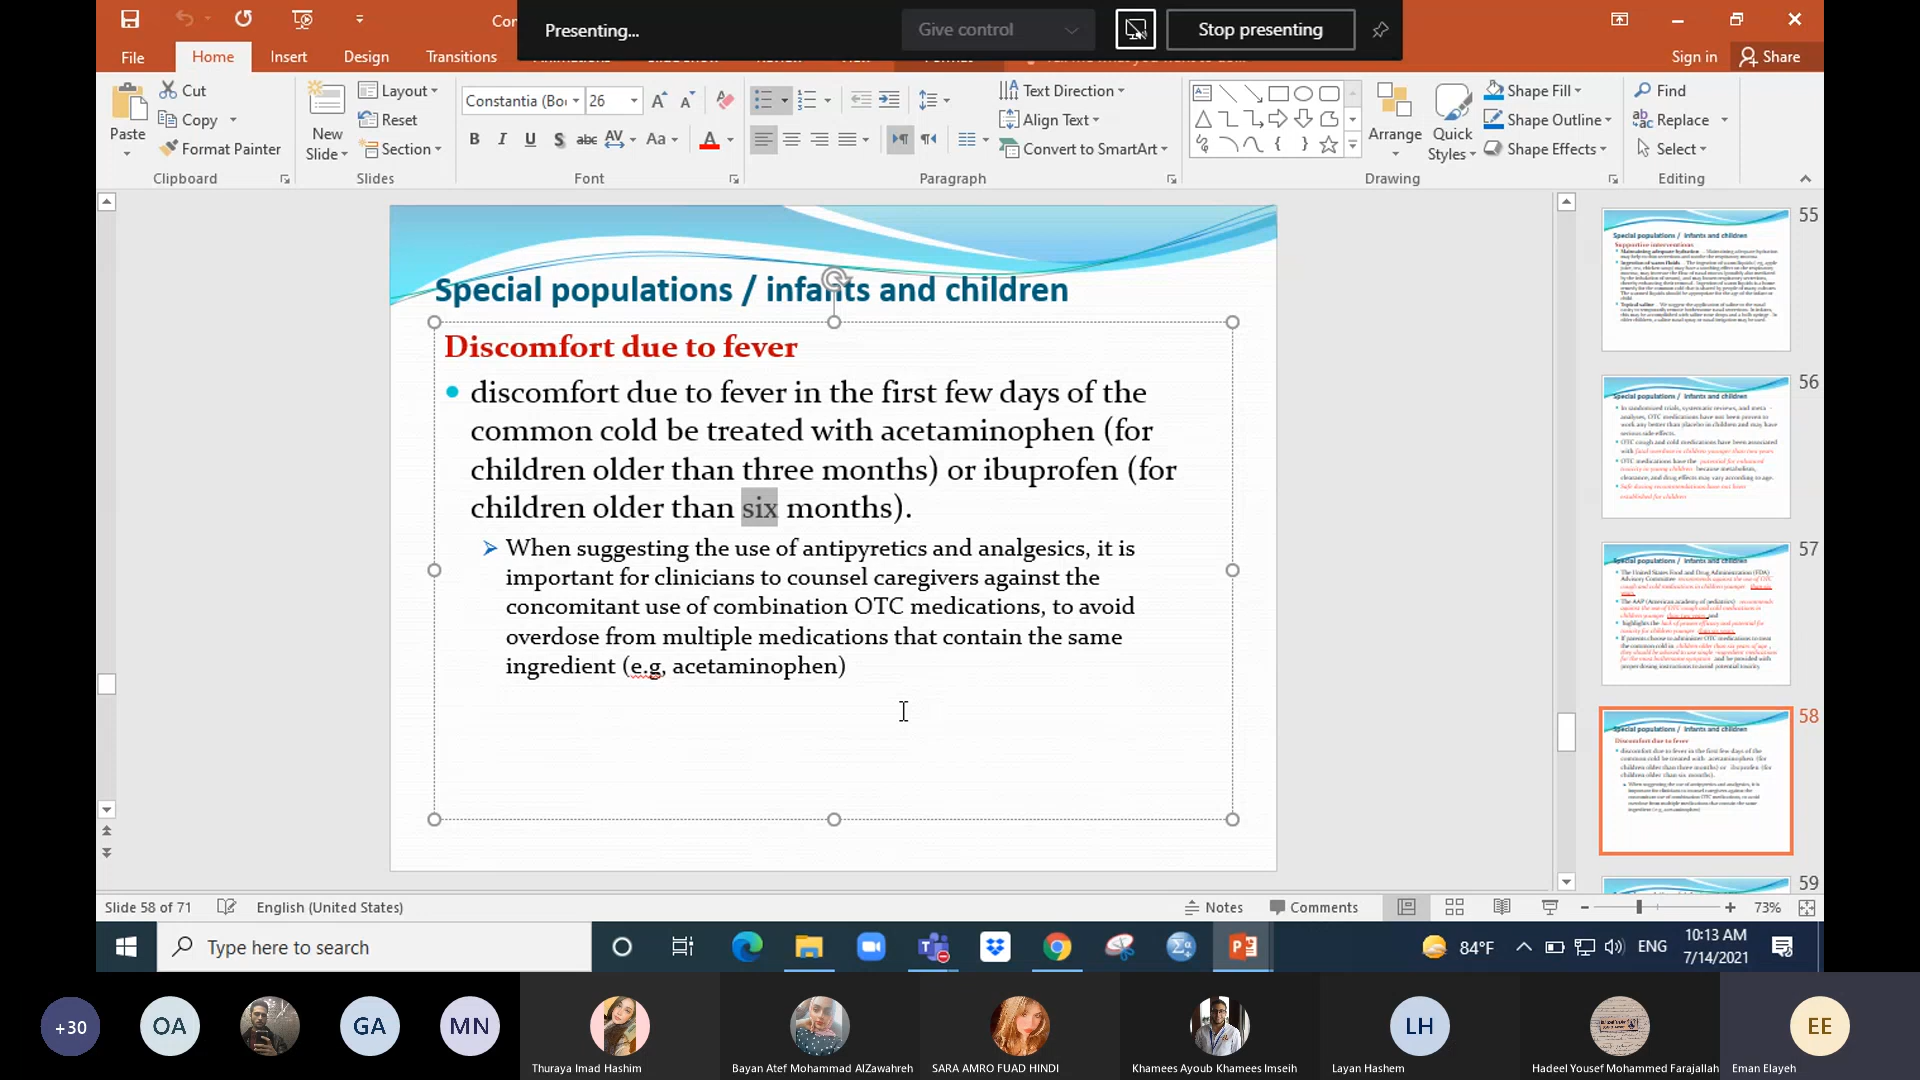 Presenting...
Give control
Stop presenting
File
Home
Insert
Design
Transitions
Sign in
Share
Paste
Cut
Copy
Format Painter
Clipboard
New Slide
Layout
Reset
Section
Slides
Constantia (Bo
26
Font
Text Direction
Align Text
Convert to SmartArt
Paragraph
Arrange
Quick Styles
Shape Fill
Shape Outline
Shape Effects
Drawing
Find
Replace
Select
Editing
Special populations / infants and children
Discomfort due to fever
discomfort due to fever in the first few days of the
common cold be treated with acetaminophen (for
children older than three months) or ibuprofen (for
children older than six months).
When suggesting the use of antipyretics and analgesics, it is
important for clinicians to counsel caregivers against the
concomitant use of combination OTC medications, to avoid
overdose from multiple medications that contain the same
ingredient (e.g, acetaminophen)
55
56
57
58
59
Slide 58 of 71
English (United States)
Notes
Comments
73%
Type here to search
84°F
ENG
10:13 AM
7/14/2021
+30
OA
GA
MN
LH
EE
Thuraya Imad Hashim
Bayan Atef Mohammad AlZawahreh
SARA AMRO FUAD HINDI
Khamees Ayoub Khamees Imseih
Layan Hashem
Hadeel Yousef Mohammed Farajallah
Eman Elayeh